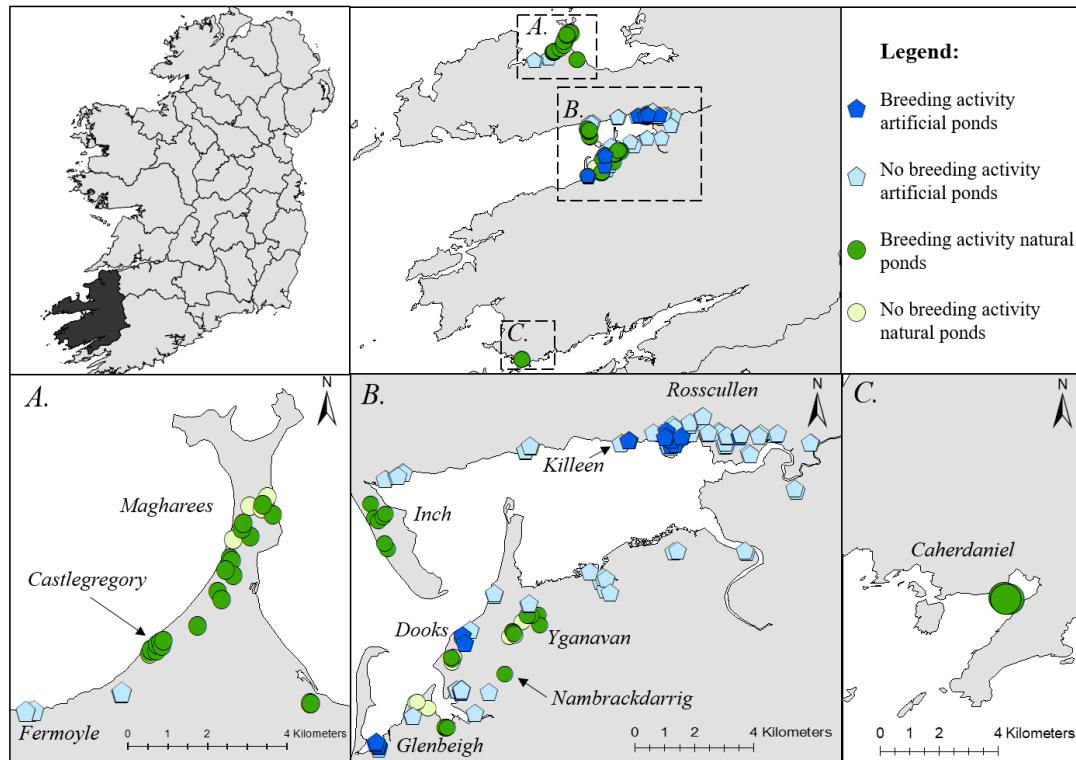 A.
B.
C.
Legend:
Breeding activity
artificial ponds
No breeding activity
artificial ponds
Breeding activity natural
ponds
No breeding activity
natural ponds
A.
N
Magharees
Castlegregory
Fermoyle
0 1 2 4 Kilometers
B.
N
Rosscullen
Killeen
Inch
Dooks
Yganavan
Nambrackdarrig
Glenbeigh
0 1 2 4 Kilometers
C.
N
Caherdaniel
0 1 2 4 Kilometers